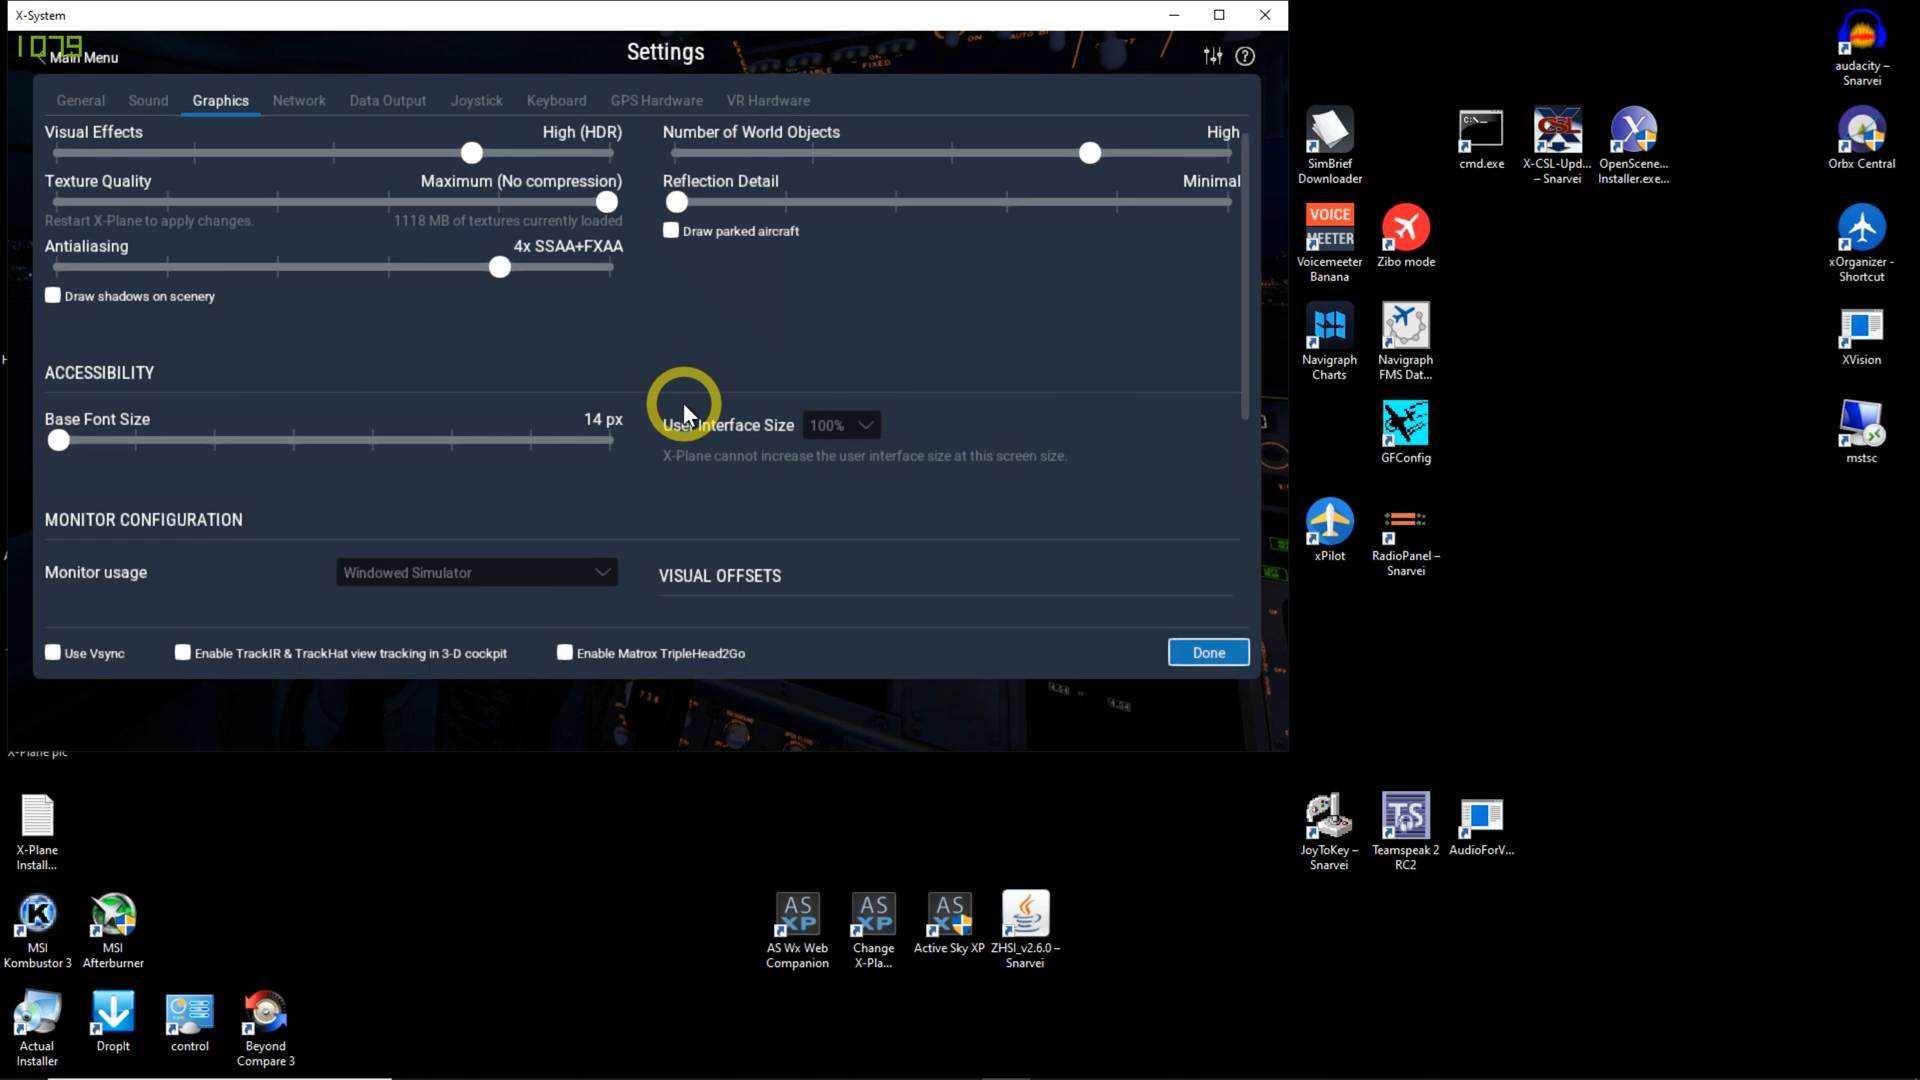 X-System
1079
Main Menu
Settings
General Sound Graphics Network Data Output Joystick Keyboard GPS Hardware VR Hardware
Visual Effects High (HDR)
Texture Quality Maximum (No compression)
Restart X-Plane to apply changes. 1118 MB of textures currently loaded
Antialiasing 4x SSAA+FXAA
Draw shadows on scenery
Number of World Objects High
Reflection Detail Minimal
Draw parked aircraft
ACCESSIBILITY
Base Font Size 14 px
User Interface Size 100%
X-Plane cannot increase the user interface size at this screen size.
MONITOR CONFIGURATION
Monitor usage Windowed Simulator
VISUAL OFFSETS
Use Vsync
Enable TrackIR & TrackHat view tracking in 3-D cockpit
Enable Matrox TripleHead2Go
Done
audacity –
Snarvei
SimBrief
Downloader
cmd.exe
X-CSL-Upd...
– Snarvei
OpenScene...
Installer.exe...
Orbx Central
VOICE
MEETER
Voicemeeter
Banana
Zibo mode
xOrganizer -
Shortcut
Navigraph
Charts
Navigraph
FMS Dat...
XVision
GFConfig
mstsc
xPilot
RadioPanel –
Snarvei
X-Plane pic
X-Plane
Install...
JoyToKey –
Snarvei
Teamspeak 2
RC2
AudioForV...
MSI
Kombustor 3
MSI
Afterburner
AS Wx Web
Companion
Change
X-Pla...
Active Sky XP
ZHSI_v2.6.0 –
Snarvei
Actual
Installer
DropIt
control
Beyond
Compare 3